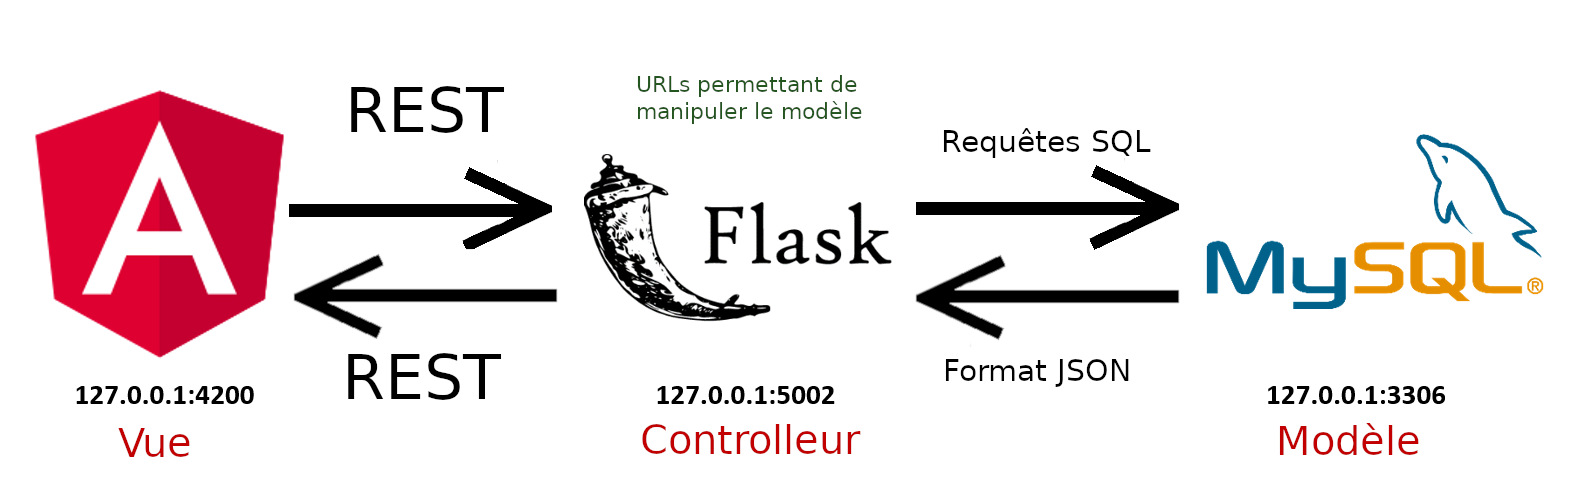 REST
URLs permettant de
manipuler le modèle
Requêtes SQL
A
Flask
MySQL®
REST
Format JSON
127.0.0.1:4200
127.0.0.1:5002
127.0.0.1:3306
Vue
Controlleur
Modèle